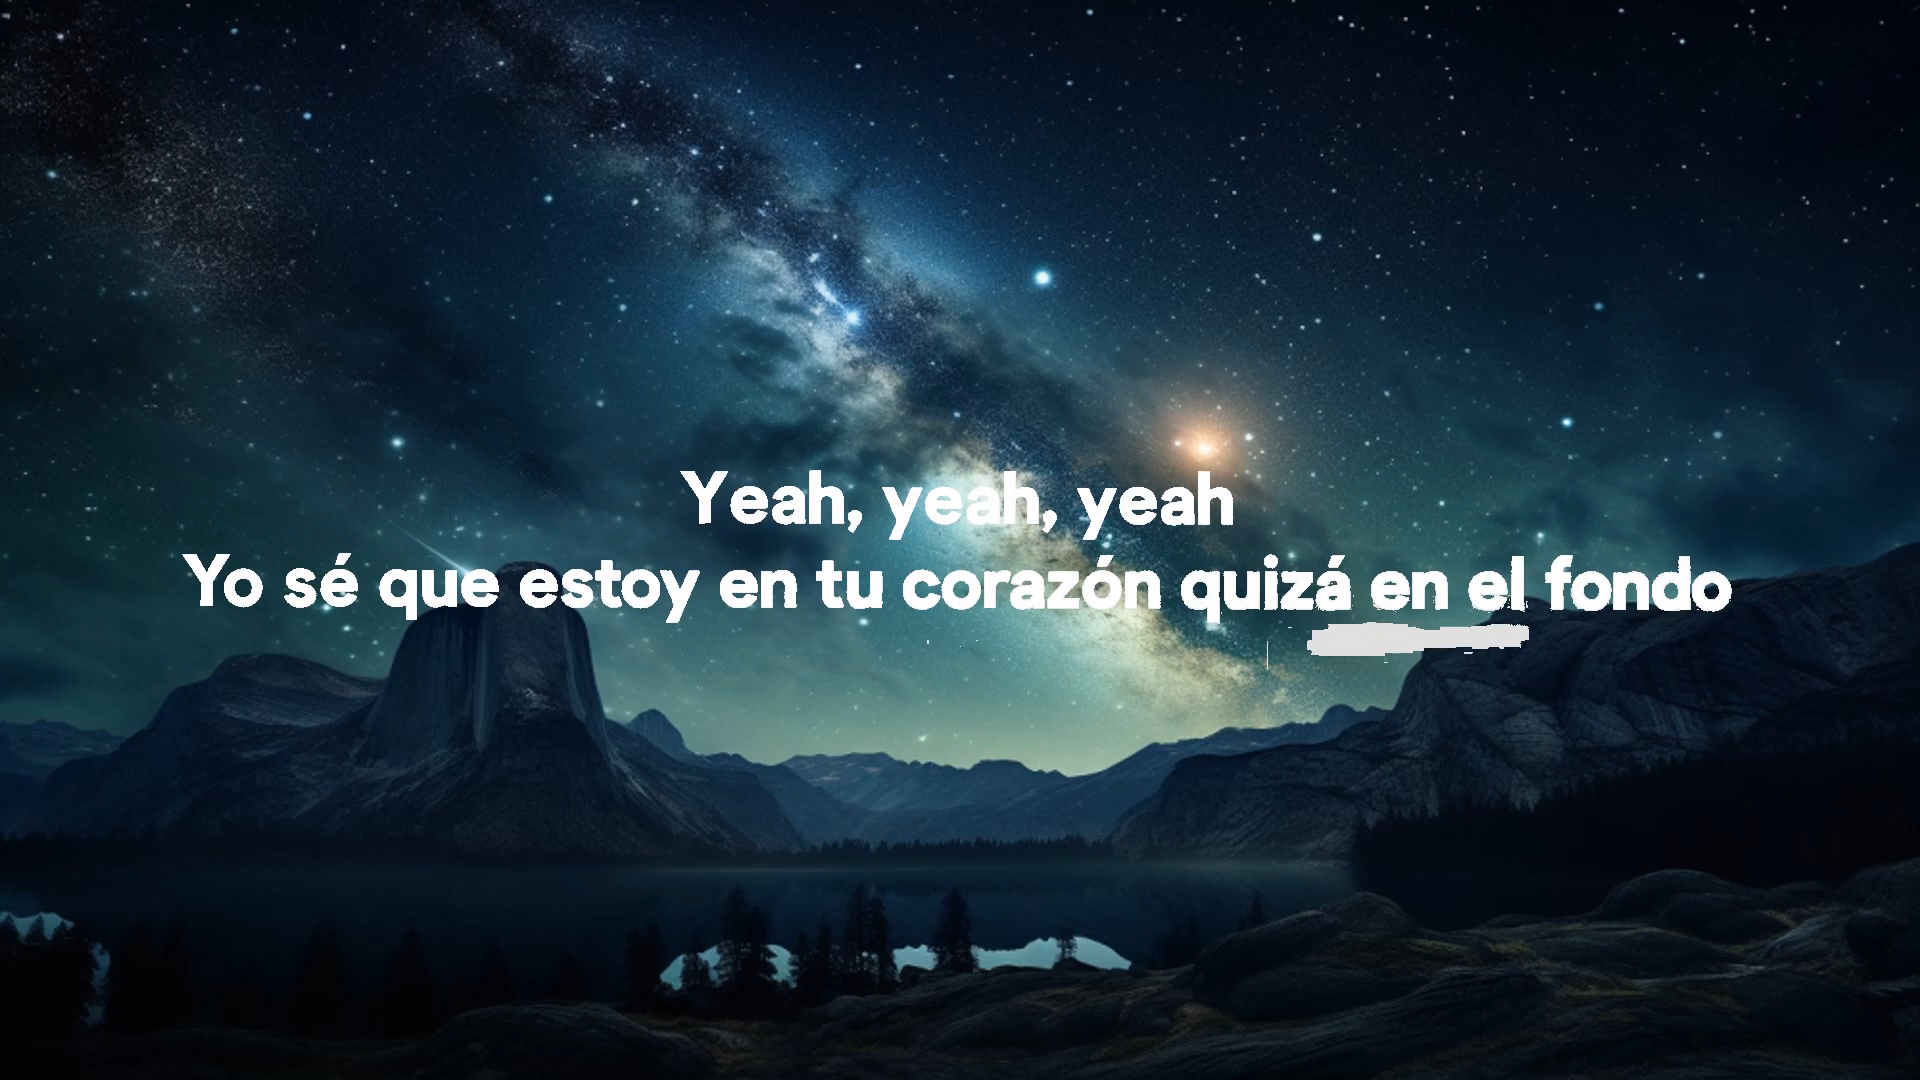 Yeah, yeah, yeah
Yo sé que estoy en tu corazón quizá en el fondo